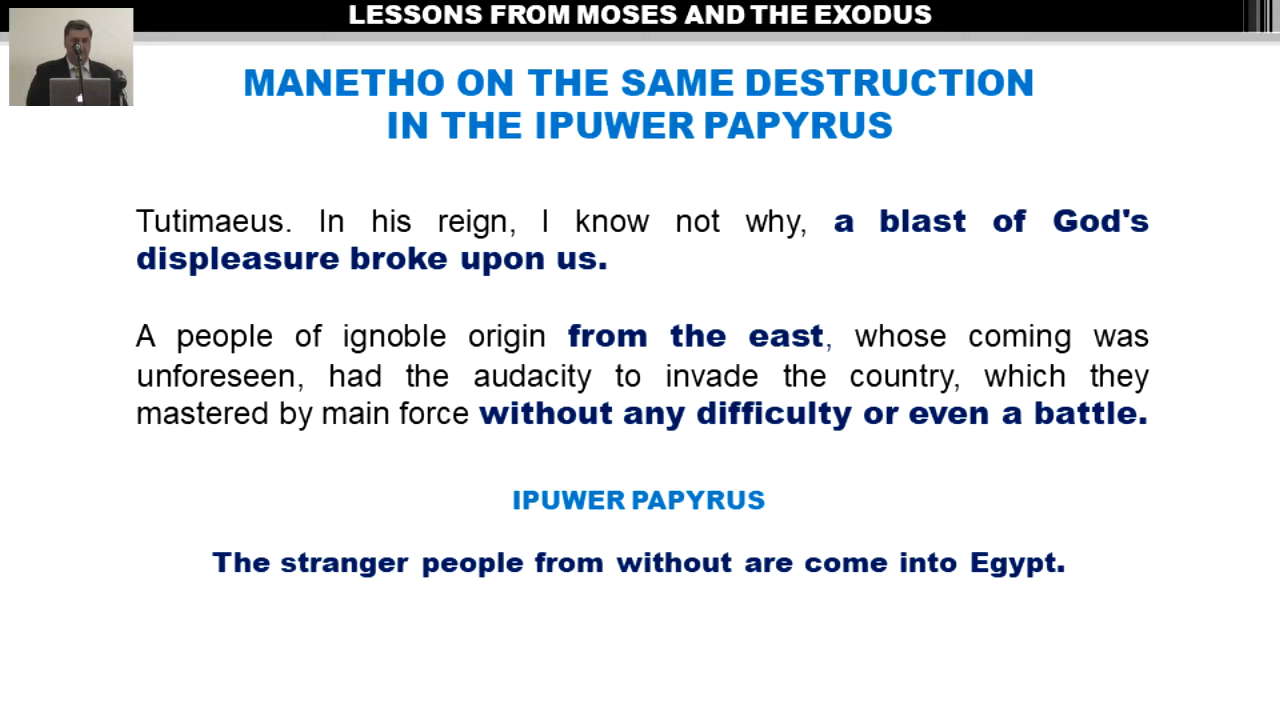 LESSONS FROM MOSES AND THE EXODUS
MANETHO ON THE SAME DESTRUCTION
IN THE IPUWER PAPYRUS
Tutimaeus. In his reign, I know not why, a blast of God's
displeasure broke upon us.
A people of ignoble origin from the east, whose coming was
unforeseen, had the audacity to invade the country, which they
mastered by main force without any difficulty or even a battle.
IPUWER PAPYRUS
The stranger people from without are come into Egypt.